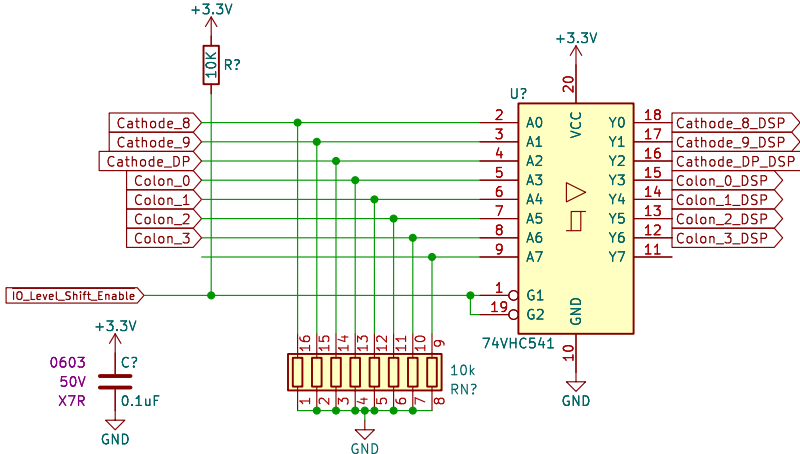 +3.3V
10K R?
+3.3V
U?
20
VCC
Cathode_8 2 A0 Y0 18 Cathode_8_DSP
Cathode_9 3 A1 Y1 17 Cathode_9_DSP
Cathode_DP 4 A2 Y2 16 Cathode_DP_DSP
Colon_0 5 A3 Y3 15 Colon_0_DSP
Colon_1 6 A4 Y4 14 Colon_1_DSP
Colon_2 7 A5 Y5 13 Colon_2_DSP
Colon_3 8 A6 Y6 12 Colon_3_DSP
9 A7 Y7 11
IO_Level_Shift_Enable 1 G1
19 G2
GND
74VHC541
10
GND
+3.3V
0603 C?
50V
X7R 0.1uF
GND
16 15 14 13 12 11 10 9
10k
RN?
1 2 3 4 5 6 7 8
GND